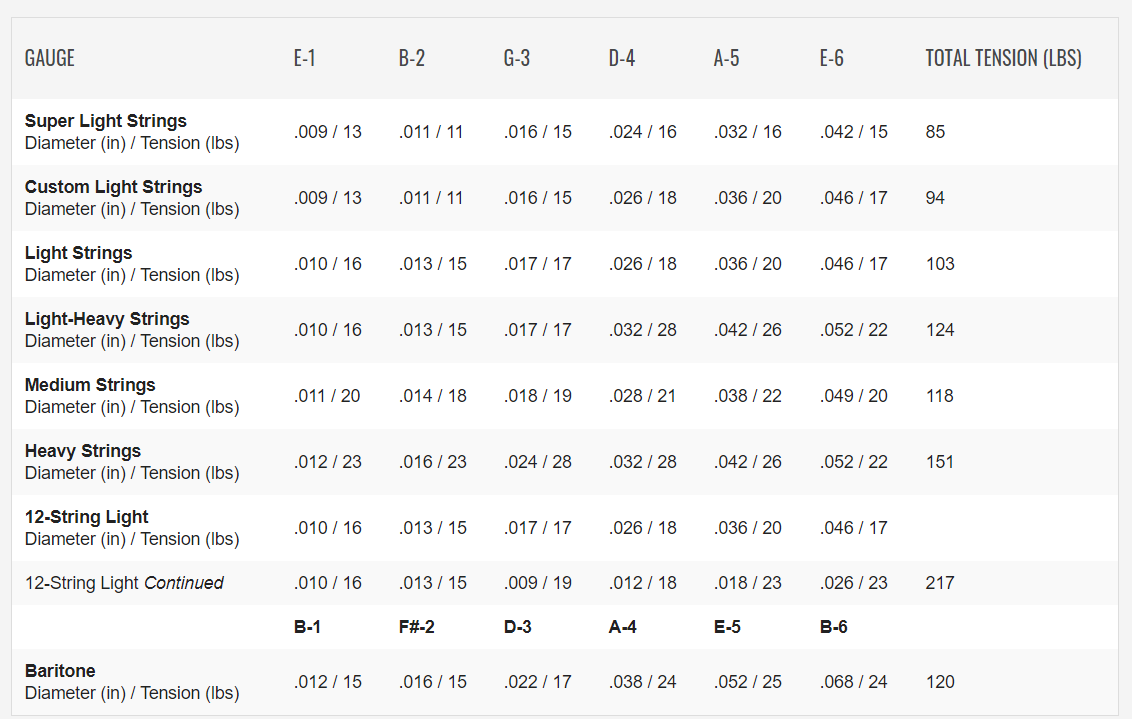 GAUGE E-1 B-2 G-3 D-4 A-5 E-6 TOTAL TENSION (LBS)
Super Light Strings
Diameter (in) / Tension (lbs) .009 / 13 .011 / 11 .016 / 15 .024 / 16 .032 / 16 .042 / 15 85
Custom Light Strings
Diameter (in) / Tension (lbs) .009 / 13 .011 / 11 .016 / 15 .026 / 18 .036 / 20 .046 / 17 94
Light Strings
Diameter (in) / Tension (lbs) .010 / 16 .013 / 15 .017 / 17 .026 / 18 .036 / 20 .046 / 17 103
Light-Heavy Strings
Diameter (in) / Tension (lbs) .010 / 16 .013 / 15 .017 / 17 .032 / 28 .042 / 26 .052 / 22 124
Medium Strings
Diameter (in) / Tension (lbs) .011 / 20 .014 / 18 .018 / 19 .028 / 21 .038 / 22 .049 / 20 118
Heavy Strings
Diameter (in) / Tension (lbs) .012 / 23 .016 / 23 .024 / 28 .032 / 28 .042 / 26 .052 / 22 151
12-String Light
Diameter (in) / Tension (lbs) .010 / 16 .013 / 15 .017 / 17 .026 / 18 .036 / 20 .046 / 17
12-String Light Continued .010 / 16 .013 / 15 .009 / 19 .012 / 18 .018 / 23 .026 / 23 217
B-1 F#-2 D-3 A-4 E-5 B-6
Baritone
Diameter (in) / Tension (lbs) .012 / 15 .016 / 15 .022 / 17 .038 / 24 .052 / 25 .068 / 24 120